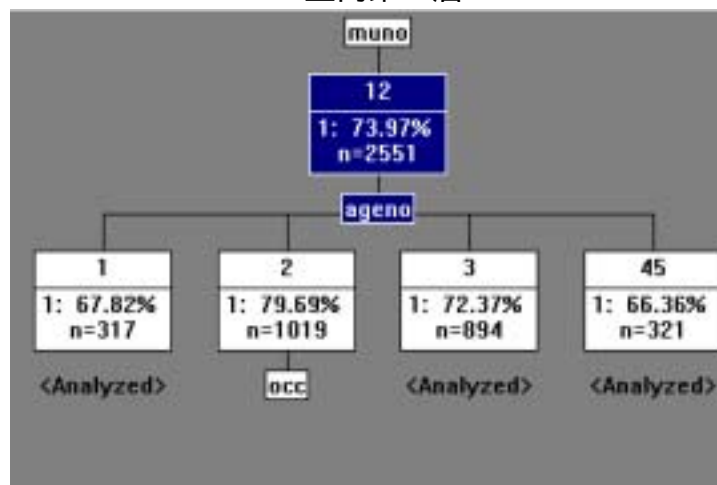 muno
12
1: 73.97%
n=2551
ageno
1
2
3
45
1: 67.82%
n=317
1: 79.69%
n=1019
1: 72.37%
n=894
1: 66.36%
n=321
<Analyzed>
occ
<Analyzed>
<Analyzed>